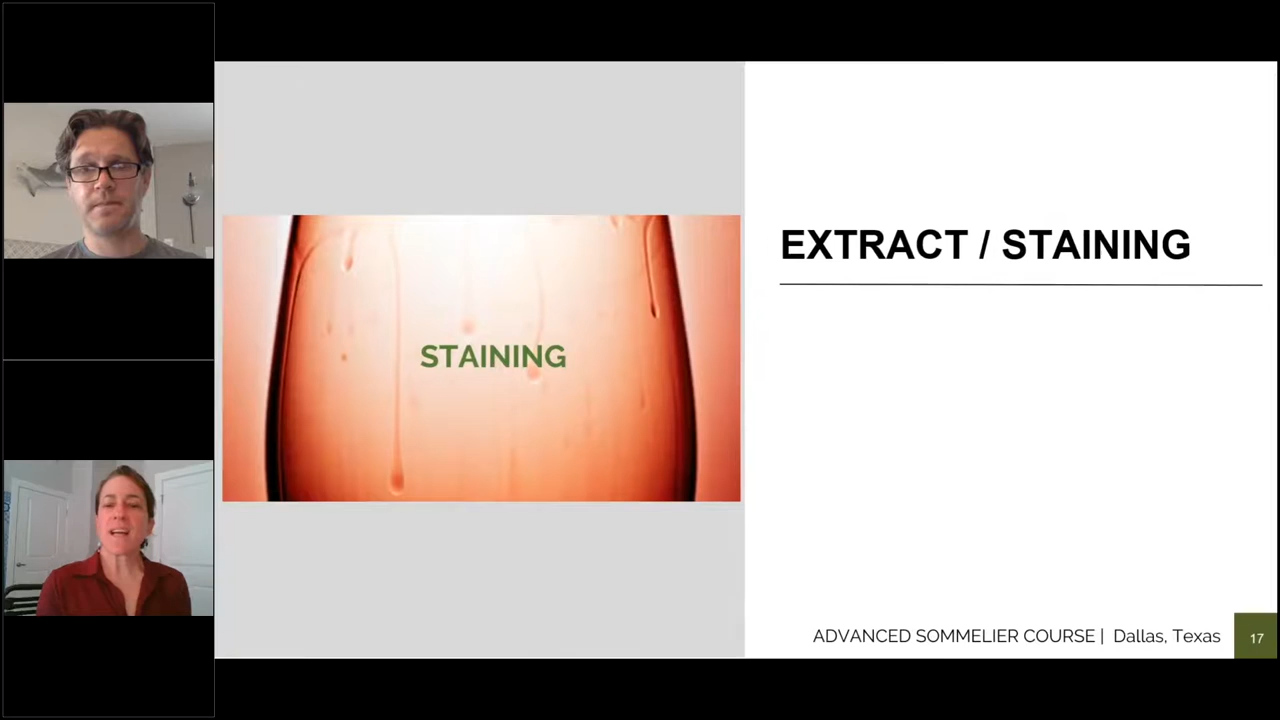 STAINING
EXTRACT / STAINING
ADVANCED SOMMELIER COURSE | Dallas, Texas
17